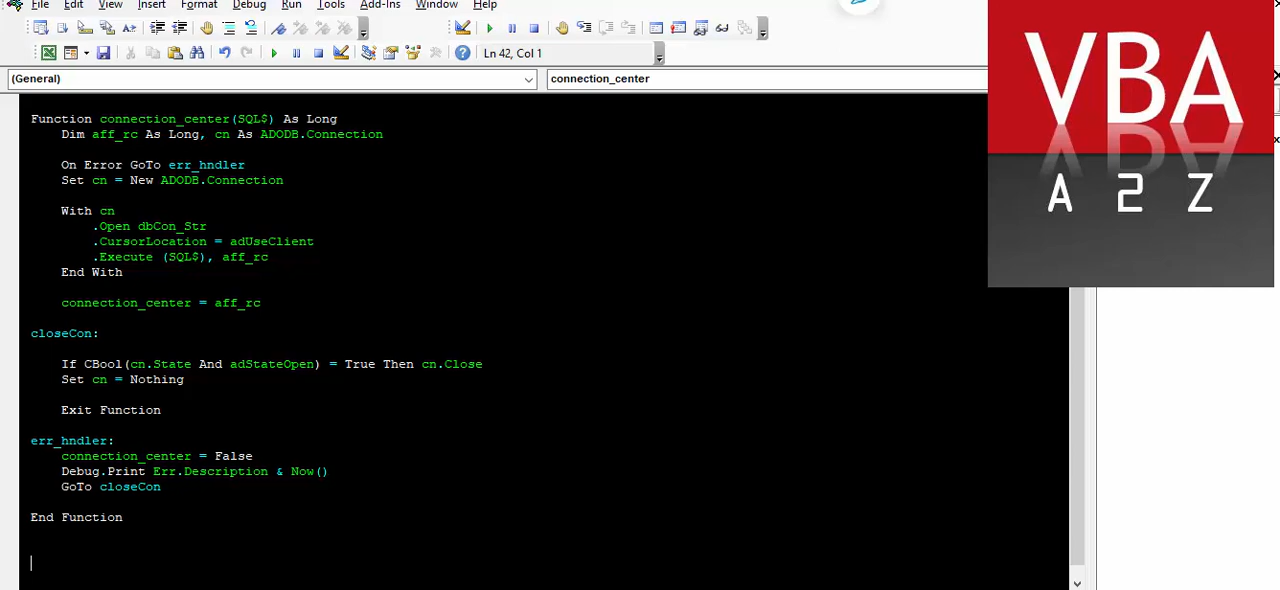 File Edit View Insert Format Debug Run Tools Add-Ins Window Help
Ln 42, Col 1
(General) connection_center
Function connection_center(SQL$) As Long
Dim aff_rc As Long, cn As ADODB.Connection
On Error GoTo err_hndler
Set cn = New ADODB.Connection
With cn
.Open dbCon_Str
.CursorLocation = adUseClient
.Execute (SQL$), aff_rc
End With
connection_center = aff_rc
closeCon:
If CBool(cn.State And adStateOpen) = True Then cn.Close
Set cn = Nothing
Exit Function
err_hndler:
connection_center = False
Debug.Print Err.Description & Now()
GoTo closeCon
End Function
VBA
A 2 Z